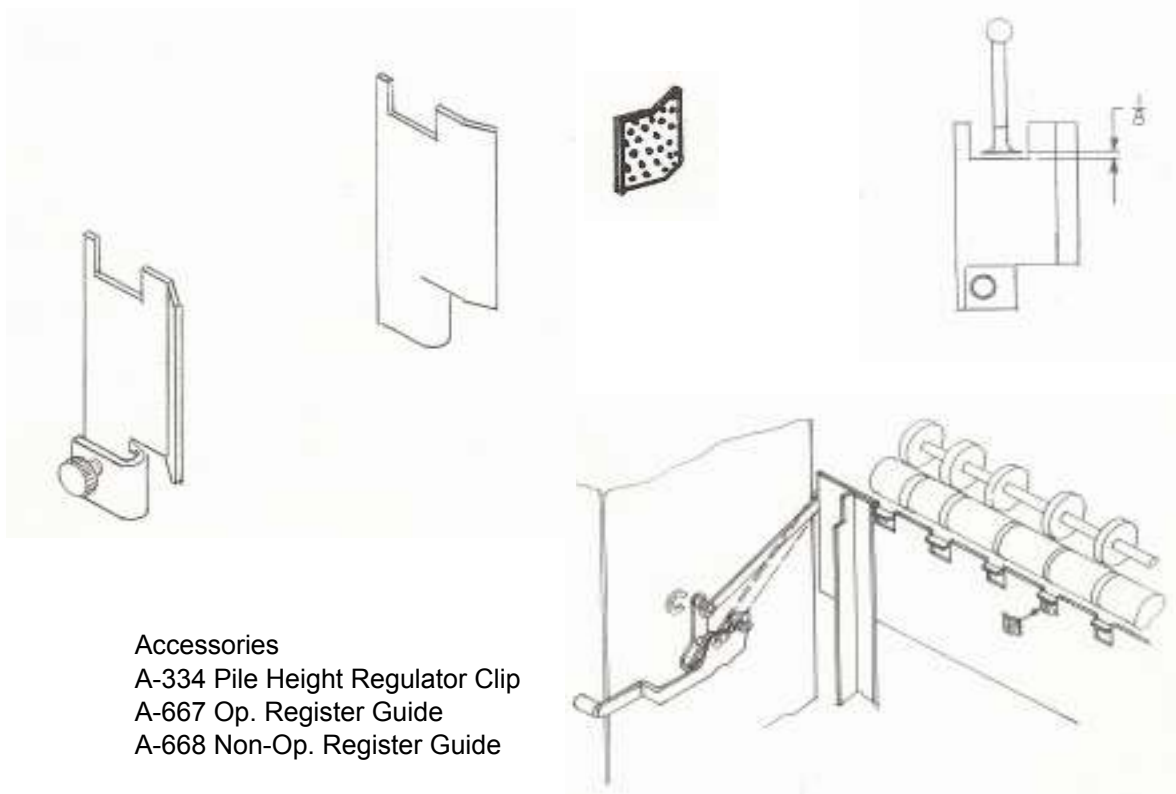 Accessories
A-334 Pile Height Regulator Clip
A-667 Op. Register Guide
A-668 Non-Op. Register Guide